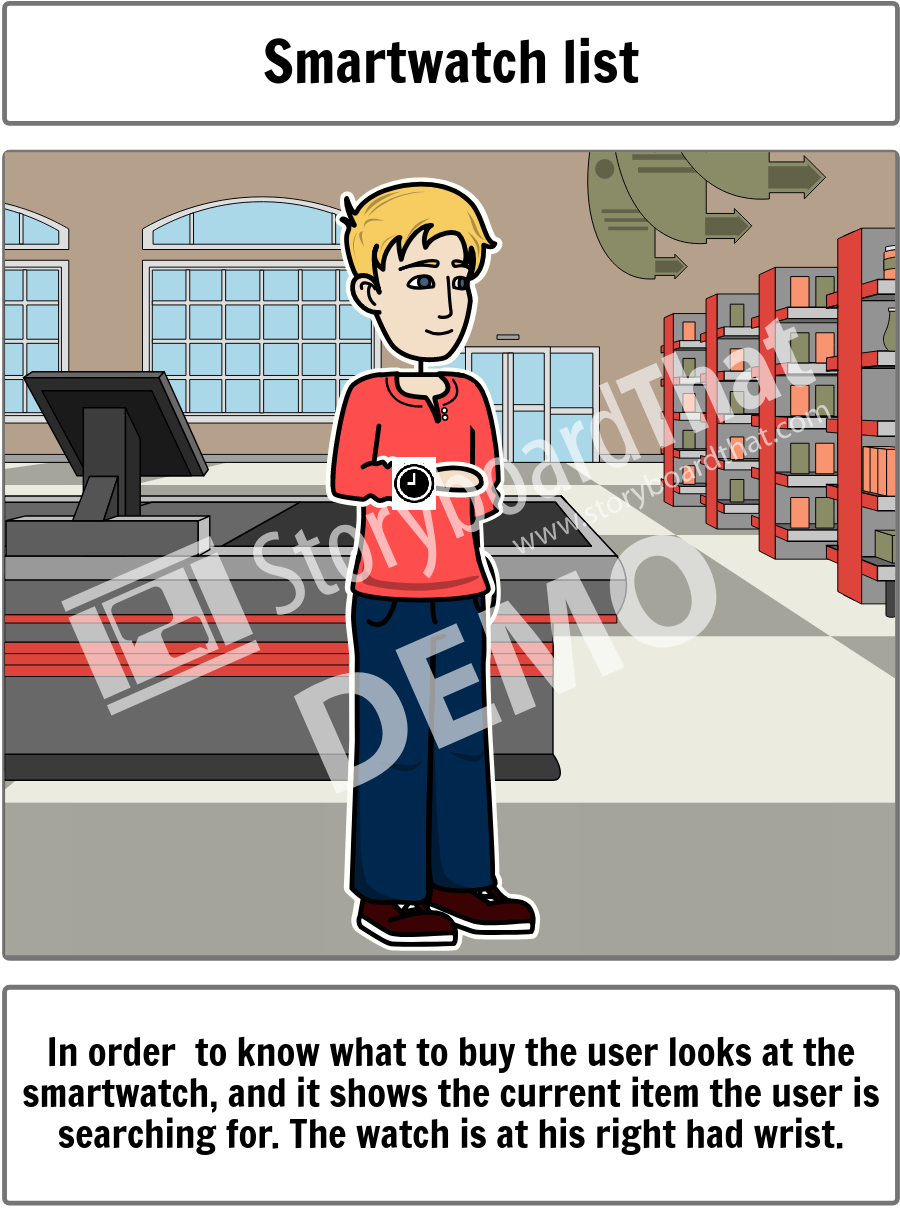 Smartwatch list
StoryboardThat
www.storyboardthat.com
DEMO
In order  to know what to buy the user looks at the
smartwatch, and it shows the current item the user is
searching for. The watch is at his right had wrist.